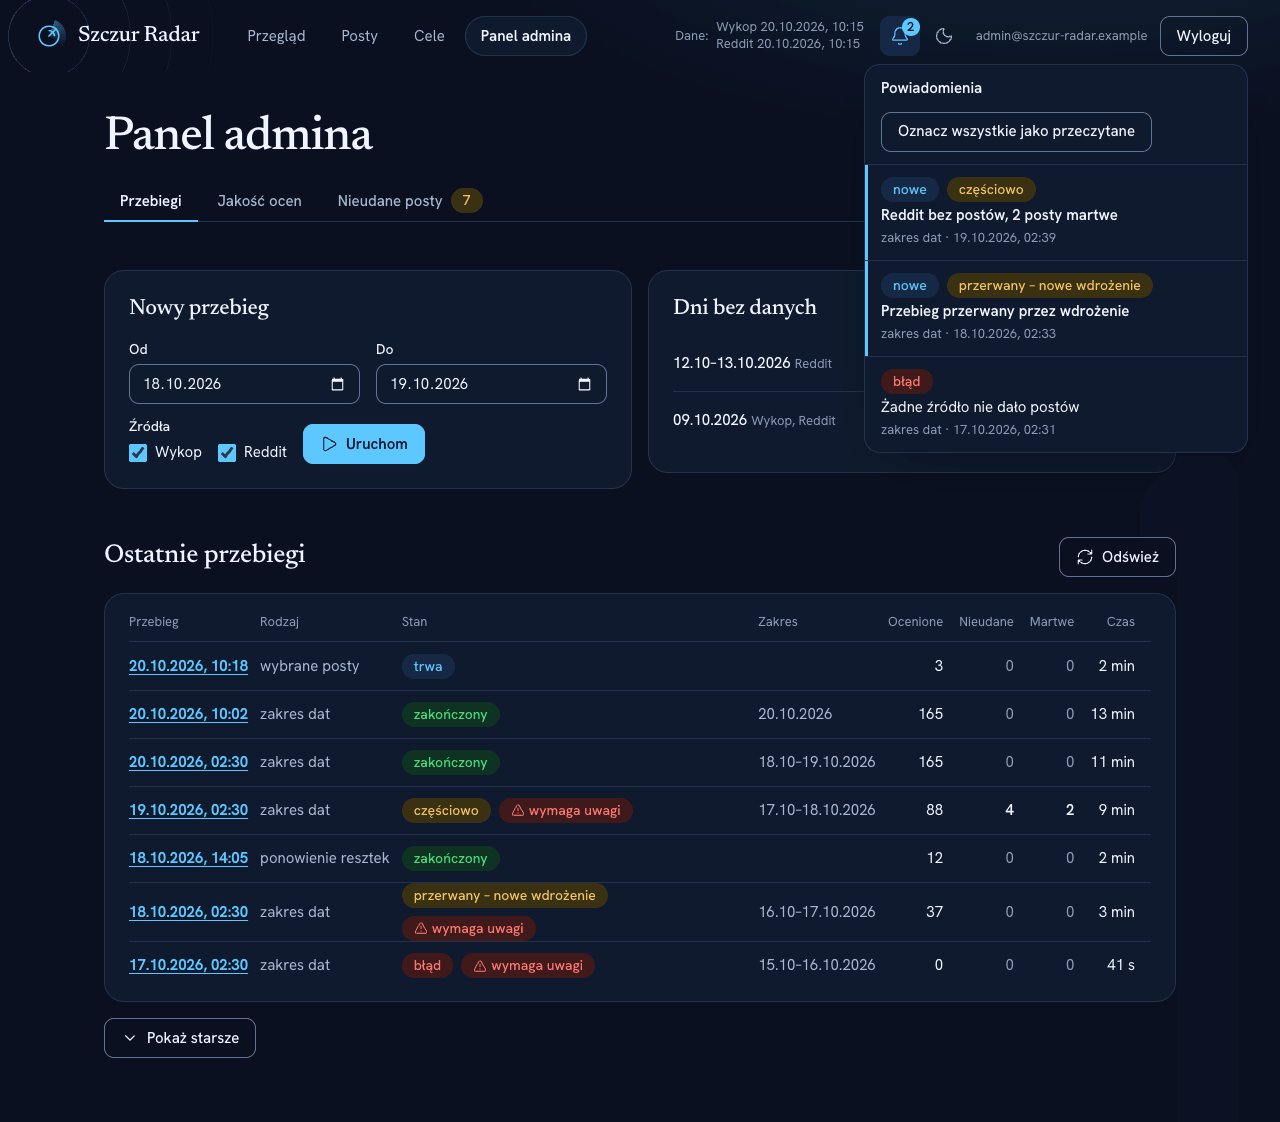 Szczur Radar
Przegląd
Posty
Cele
Panel admina
Dane:
Wykop 20.10.2026, 10:15
Reddit 20.10.2026, 10:15
2
admin@szczur-radar.example
Wyloguj
Powiadomienia
Oznacz wszystkie jako przeczytane
nowe częściowo
Reddit bez postów, 2 posty martwe
zakres dat · 19.10.2026, 02:39
nowe przerwany – nowe wdrożenie
Przebieg przerwany przez wdrożenie
zakres dat · 18.10.2026, 02:33
błąd
Żadne źródło nie dało postów
zakres dat · 17.10.2026, 02:31
Panel admina
Przebiegi Jakość ocen Nieudane posty 7
Nowy przebieg
Od Do
18.10.2026 19.10.2026
Źródła
Wykop Reddit Uruchom
Dni bez danych
12.10–13.10.2026 Reddit
09.10.2026 Wykop, Reddit
Ostatnie przebiegi
Odśwież
Przebieg Rodzaj Stan Zakres Ocenione Nieudane Martwe Czas
20.10.2026, 10:18 wybrane posty trwa 3 0 0 2 min
20.10.2026, 10:02 zakres dat zakończony 20.10.2026 165 0 0 13 min
20.10.2026, 02:30 zakres dat zakończony 18.10–19.10.2026 165 0 0 11 min
19.10.2026, 02:30 zakres dat częściowo wymaga uwagi 17.10–18.10.2026 88 4 2 9 min
18.10.2026, 14:05 ponowienie resztek zakończony 12 0 0 2 min
18.10.2026, 02:30 zakres dat przerwany – nowe wdrożenie wymaga uwagi 16.10–17.10.2026 37 0 0 3 min
17.10.2026, 02:30 zakres dat błąd wymaga uwagi 15.10–16.10.2026 0 0 0 41 s
Pokaż starsze